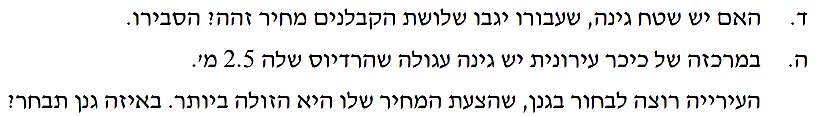 ד. האם יש שטח גינה, שעבורו יגבו שלושת הקבלנים מחיר זהה? הסבירו.
ה. במרכזה של כיכר עירונית יש גינה עגולה שהרדיוס שלה 2.5 מ׳.
העירייה רוצה לבחור בגנן, שהצעת המחיר שלו היא הזולה ביותר. באיזה גנן תבחר?